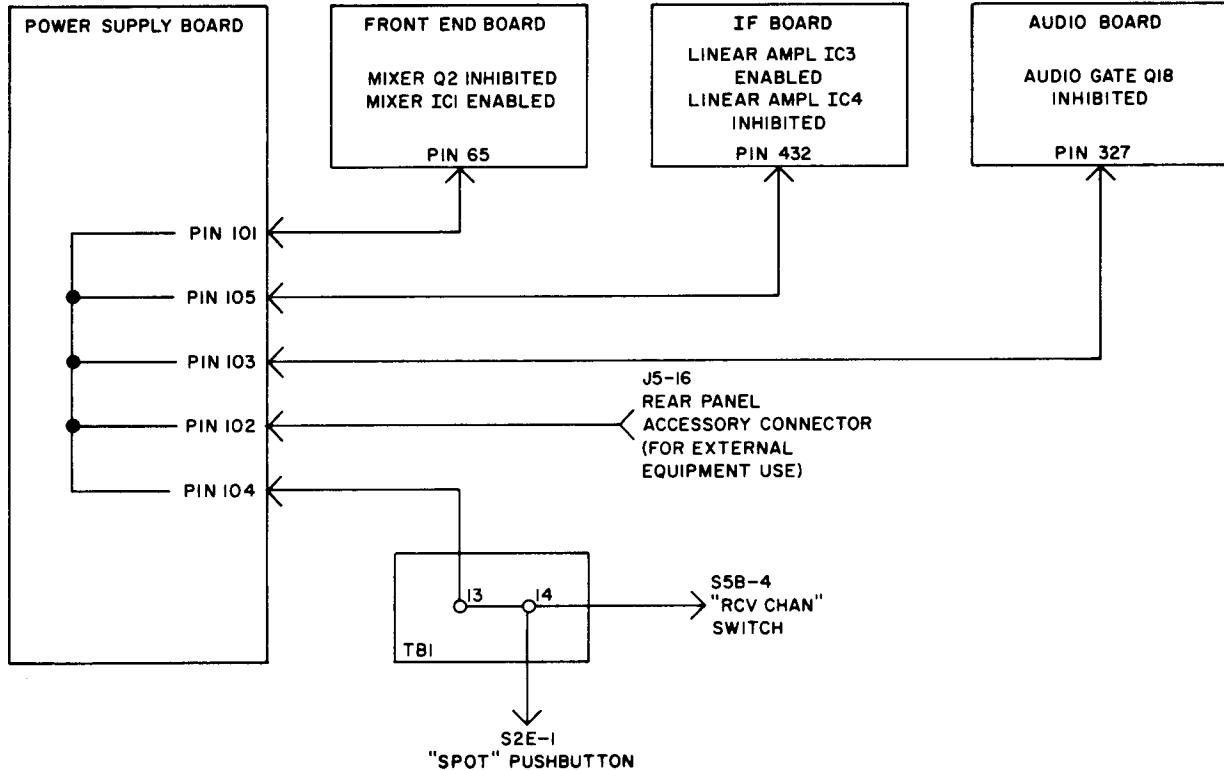 POWER SUPPLY BOARD
FRONT END BOARD
MIXER Q2 INHIBITED
MIXER IC1 ENABLED
PIN 65
IF BOARD
LINEAR AMPL IC3
ENABLED
LINEAR AMPL IC4
INHIBITED
PIN 432
AUDIO BOARD
AUDIO GATE Q18
INHIBITED
PIN 327
PIN 101
PIN 105
PIN 103
PIN 102
PIN 104
J5-16
REAR PANEL
ACCESSORY CONNECTOR
(FOR EXTERNAL
EQUIPMENT USE)
13
14
TB1
S5B-4
"RCV CHAN"
SWITCH
S2E-1
"SPOT" PUSHBUTTON